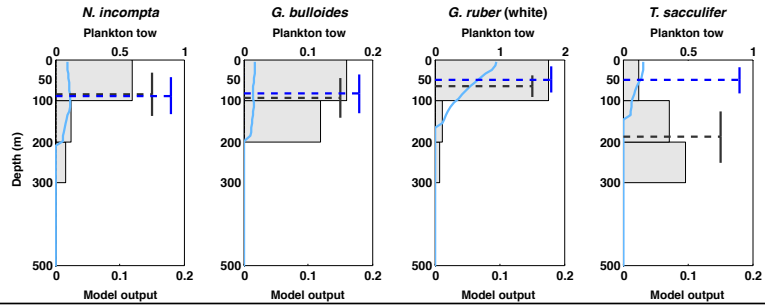 N. incompta G. bulloides G. ruber (white) T. sacculifer
Plankton tow Plankton tow Plankton tow Plankton tow
0 0.5 1 0 0.1 0.2 0 1 2 0 0.5 1
0 0 0 0
50 50 50 50
100 100 100 100
200 200 200 200
300 300 300 300
500 500 500 500
Depth (m)
0 0.1 0.2 0 0.1 0.2 0 0.1 0.2 0 0.1 0.2
Model output Model output Model output Model output